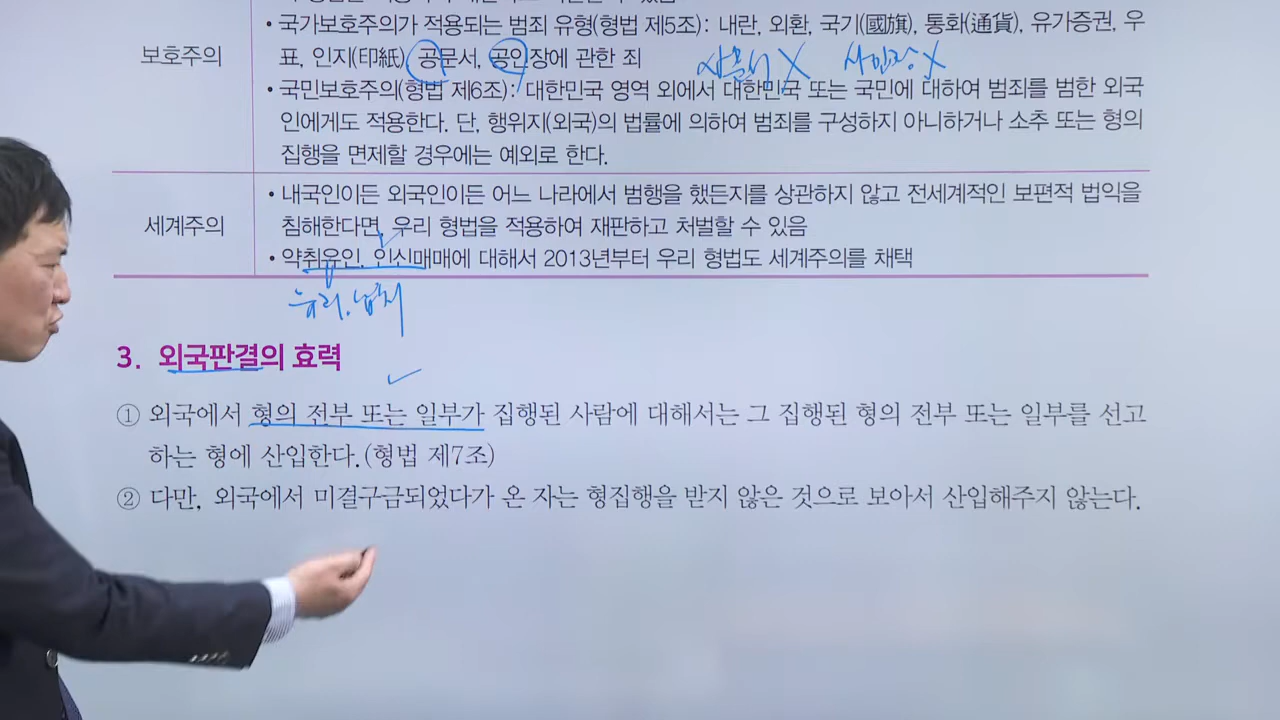 • 국가보호주의가 적용되는 범죄 유형(형법 제5조): 내란, 외환, 국기(國旗), 통화(通貨), 유가증권, 우
보호주의
표, 인지(印紙) 공문서, 공인장에 관한 죄
사문서 X 사인장 X
• 국민보호주의(형법 제6조): 대한민국 영역 외에서 대한민국 또는 국민에 대하여 범죄를 범한 외국
인에게도 적용한다. 단, 행위지(외국)의 법률에 의하여 범죄를 구성하지 아니하거나 소추 또는 형의
집행을 면제할 경우에는 예외로 한다.
세계주의
• 내국인이든 외국인이든 어느 나라에서 범행을 했든지를 상관하지 않고 전세계적인 보편적 법익을
침해한다면, 우리 형법을 적용하여 재판하고 처벌할 수 있음
• 약취유인, 인신매매에 대해서 2013년부터 우리 형법도 세계주의를 채택
3. 외국판결의 효력
① 외국에서 형의 전부 또는 일부가 집행된 사람에 대해서는 그 집행된 형의 전부 또는 일부를 선고
하는 형에 산입한다.(형법 제7조)
② 다만, 외국에서 미결구금되었다가 온 자는 형집행을 받지 않은 것으로 보아서 산입해주지 않는다.